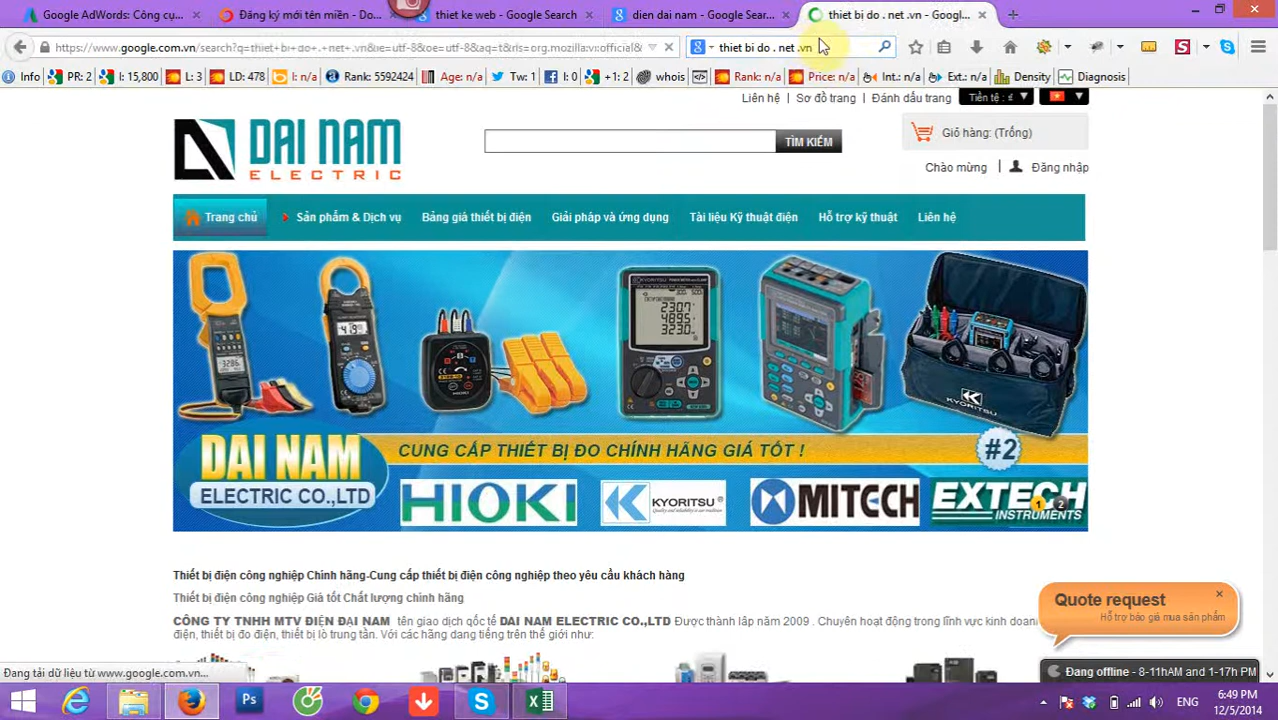 Google AdWords: Công cụ...
Đăng ký mới tên miền - Do...
thiet ke web - Google Search
dien dai nam - Google Sear...
thiết bị do . net .vn - Googl...
https://www.google.com.vn/search?q=thiet+bi+do+.+net+.vn&ie=utf-8&oe=utf-8&aq=t&rls=org.mozilla:vi:official&
thiet bi do . net .vn
Info
PR: 2
I: 15,800
L: 3
LD: 478
I: n/a
Rank: 5592424
Age: n/a
Tw: 1
l: 0
+1: 2
whois
Rank: n/a
Price: n/a
Int.: n/a
Ext.: n/a
Density
Diagnosis
Liên hệ
Sơ đồ trang
Đánh dấu trang
Tiền tệ : ₫
DAI NAM
ELECTRIC
TÌM KIẾM
Giỏ hàng: (Trống)
Chào mừng
Đăng nhập
Trang chủ
Sản phẩm & Dịch vụ
Bảng giá thiết bị điện
Giải pháp và ứng dụng
Tài liệu Kỹ thuật điện
Hỗ trợ kỹ thuật
Liên hệ
HIOKI
KYORITSU
DAI NAM
ELECTRIC CO.,LTD
CUNG CẤP THIẾT BỊ ĐO CHÍNH HÃNG GIÁ TỐT !
#2
HIOKI
KYORITSU
MITECH
EXTECH
INSTRUMENTS
1 2
Thiết bị điện công nghiệp Chính hãng-Cung cấp thiết bị điện công nghiệp theo yêu cầu khách hàng
Thiết bị điện công nghiệp Giá tốt Chất lượng chính hãng
CÔNG TY TNHH MTV ĐIỆN ĐẠI NAM tên giao dịch quốc tế DAI NAM ELECTRIC CO.,LTD Được thành lập năm 2009 . Chuyên hoạt động trong lĩnh vực kinh doanh
điện, thiết bị đo điện, thiết bị lò trung tần. Với các hãng dang tiếng trên thế giới như:
Quote request
Hỗ trợ báo giá mua sản phẩm
Đang offline - 8-11hAM and 1-17h PM
Đang tải dữ liệu từ www.google.com.vn...
Ps
ENG
6:49 PM
12/5/2014